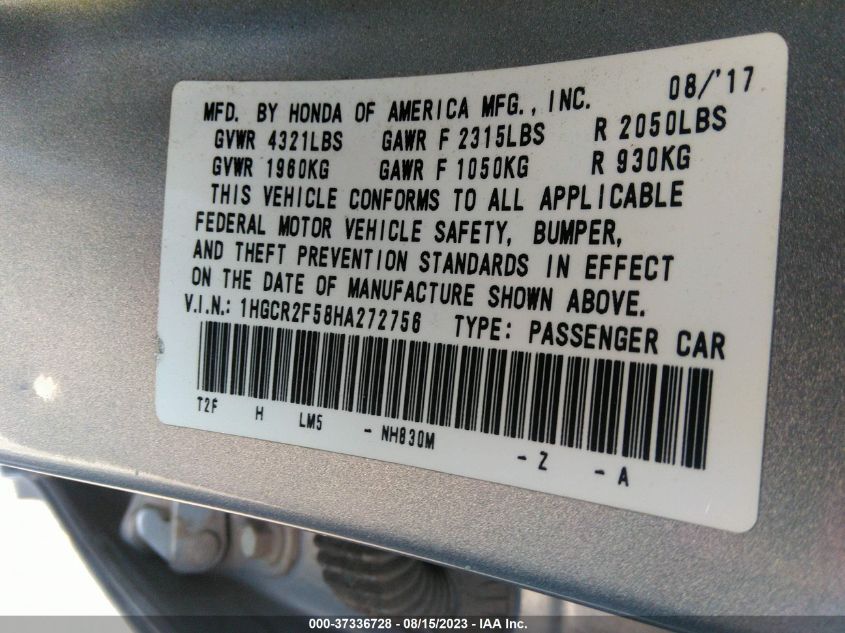 MFD. BY HONDA OF AMERICA MFG., INC. 08/'17
GVWR 4321LBS GAWR F 2315LBS R 2050LBS
GVWR 1960KG GAWR F 1050KG R 930KG
THIS VEHICLE CONFORMS TO ALL APPLICABLE
FEDERAL MOTOR VEHICLE SAFETY, BUMPER,
AND THEFT PREVENTION STANDARDS IN EFFECT
ON THE DATE OF MANUFACTURE SHOWN ABOVE.
V.I.N.: 1HGCR2F58HA272756 TYPE: PASSENGER CAR
T2F H LM5 - NH830M - Z - A
000-37336728 - 08/15/2023 - IAA Inc.